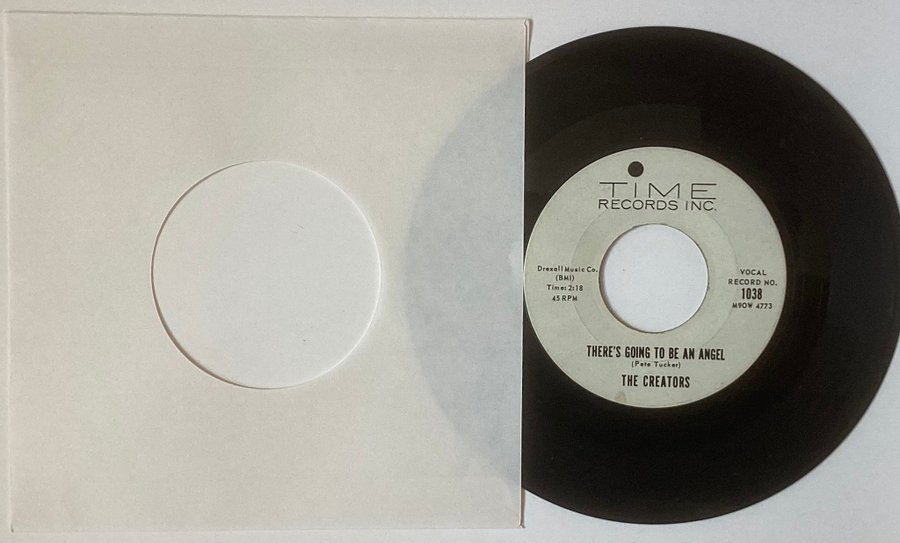 TIME
RECORDS INC.
Drexall Music Co.
(BMI)
Time: 2:18
45 RPM
VOCAL
RECORD NO.
1038
M9OW 4773
THERE'S GOING TO BE AN ANGEL
(Pete Tucker)
THE CREATORS